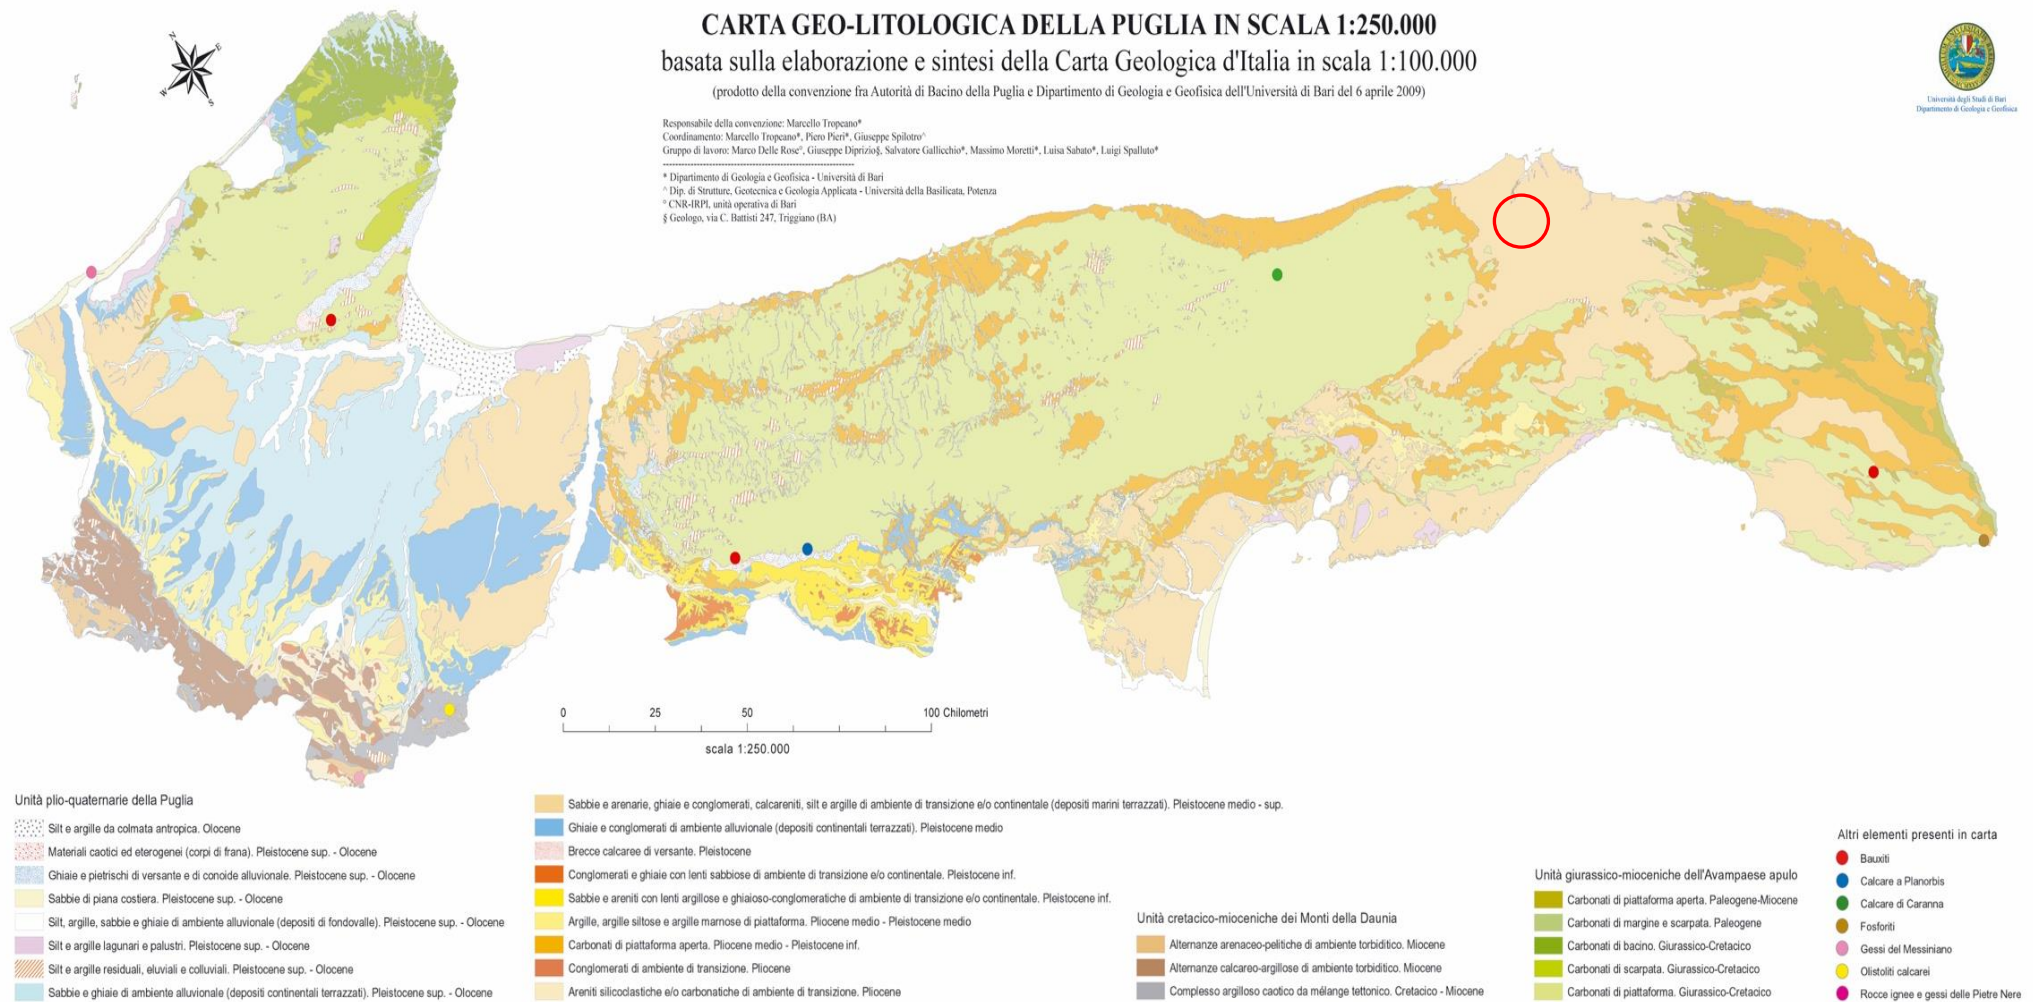 CARTA GEO-LITOLOGICA DELLA PUGLIA IN SCALA 1:250.000
basata sulla elaborazione e sintesi della Carta Geologica d'Italia in scala 1:100.000
(prodotto della convenzione fra Autorità di Bacino della Puglia e Dipartimento di Geologia e Geofisica dell'Università di Bari del 6 aprile 2009)
Responsabile della convenzione: Marcello Tropeano*
Coordinamento: Marcello Tropeano*, Piero Pieri*, Giuseppe Spilotro^
Gruppo di lavoro: Marco Delle Rose°, Giuseppe Diprizio§, Salvatore Gallicchio*, Massimo Moretti*, Luisa Sabato*, Luigi Spalluto*
* Dipartimento di Geologia e Geofisica - Università di Bari
^ Dip. di Strutture, Geotecnica e Geologia Applicata - Università della Basilicata, Potenza
° CNR-IRPI, unità operativa di Bari
§ Geologo, via C. Battisti 247, Triggiano (BA)
Università degli Studi di Bari
Dipartimento di Geologia e Geofisica
N
E
W
S
0 25 50 100 Chilometri
scala 1:250.000
Unità plio-quaternarie della Puglia
Silt e argille da colmata antropica. Olocene
Materiali caotici ed eterogenei (corpi di frana). Pleistocene sup. - Olocene
Ghiaie e pietrischi di versante e di conoide alluvionale. Pleistocene sup. - Olocene
Sabbie di piana costiera. Pleistocene sup. - Olocene
Silt, argille, sabbie e ghiaie di ambiente alluvionale (depositi di fondovalle). Pleistocene sup. - Olocene
Silt e argille lagunari e palustri. Pleistocene sup. - Olocene
Silt e argille residuali, eluviali e colluviali. Pleistocene sup. - Olocene
Sabbie e ghiaie di ambiente alluvionale (depositi continentali terrazzati). Pleistocene sup. - Olocene
Sabbie e arenarie, ghiaie e conglomerati, calcareniti, silt e argille di ambiente di transizione e/o continentale (depositi marini terrazzati). Pleistocene medio - sup.
Ghiaie e conglomerati di ambiente alluvionale (depositi continentali terrazzati). Pleistocene medio
Brecce calcaree di versante. Pleistocene
Conglomerati e ghiaie con lenti sabbiose di ambiente di transizione e/o continentale. Pleistocene inf.
Sabbie e areniti con lenti argillose e ghiaioso-conglomeratiche di ambiente di transizione e/o continentale. Pleistocene inf.
Argille, argille siltose e argille marnose di piattaforma. Pliocene medio - Pleistocene medio
Carbonati di piattaforma aperta. Pliocene medio - Pleistocene inf.
Conglomerati di ambiente di transizione. Pliocene
Areniti silicoclastiche e/o carbonatiche di ambiente di transizione. Pliocene
Unità cretacico-mioceniche dei Monti della Daunia
Alternanze arenaceo-pelitiche di ambiente torbiditico. Miocene
Alternanze calcareo-argillose di ambiente torbiditico. Miocene
Complesso argilloso caotico da mélange tettonico. Cretacico - Miocene
Unità giurassico-mioceniche dell'Avampaese apulo
Carbonati di piattaforma aperta. Paleogene-Miocene
Carbonati di margine e scarpata. Paleogene
Carbonati di bacino. Giurassico-Cretacico
Carbonati di scarpata. Giurassico-Cretacico
Carbonati di piattaforma. Giurassico-Cretacico
Altri elementi presenti in carta
Bauxiti
Calcare a Planorbis
Calcare di Caranna
Fosforiti
Gessi del Messiniano
Olistoliti calcarei
Rocce ignee e gessi delle Pietre Nere